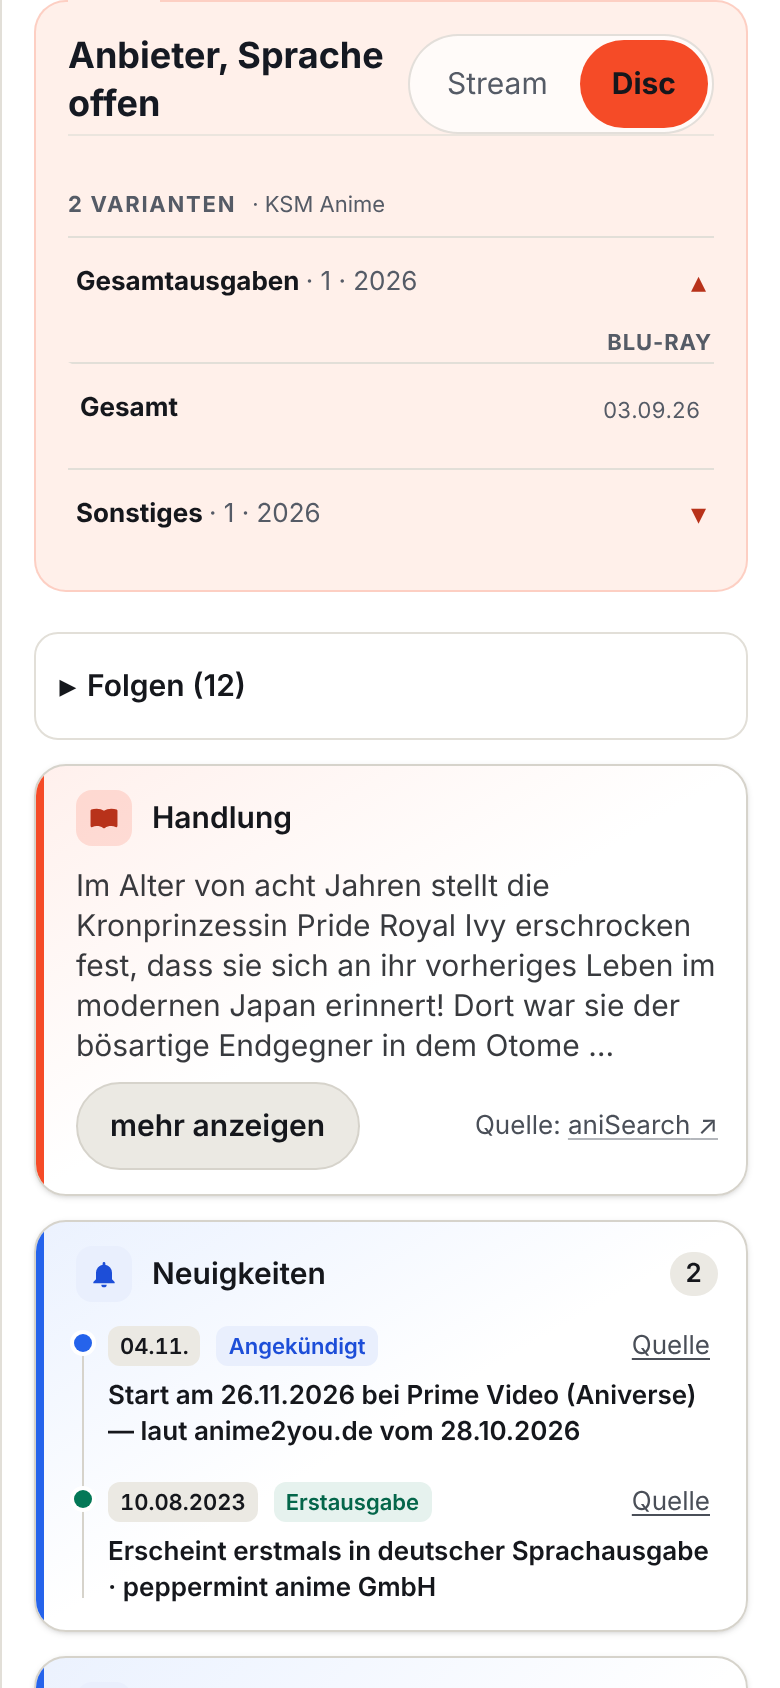 Anbieter, Sprache
offen
Stream
Disc
2 VARIANTEN · KSM Anime
Gesamtausgaben · 1 · 2026 ▲
BLU-RAY
Gesamt 03.09.26
Sonstiges · 1 · 2026 ▼
▶ Folgen (12)
Handlung
Im Alter von acht Jahren stellt die
Kronprinzessin Pride Royal Ivy erschrocken
fest, dass sie sich an ihr vorheriges Leben im
modernen Japan erinnert! Dort war sie der
bösartige Endgegner in dem Otome ...
mehr anzeigen
Quelle: aniSearch ↗
Neuigkeiten 2
04.11. Angekündigt Quelle
Start am 26.11.2026 bei Prime Video (Aniverse)
— laut anime2you.de vom 28.10.2026
10.08.2023 Erstausgabe Quelle
Erscheint erstmals in deutscher Sprachausgabe
· peppermint anime GmbH